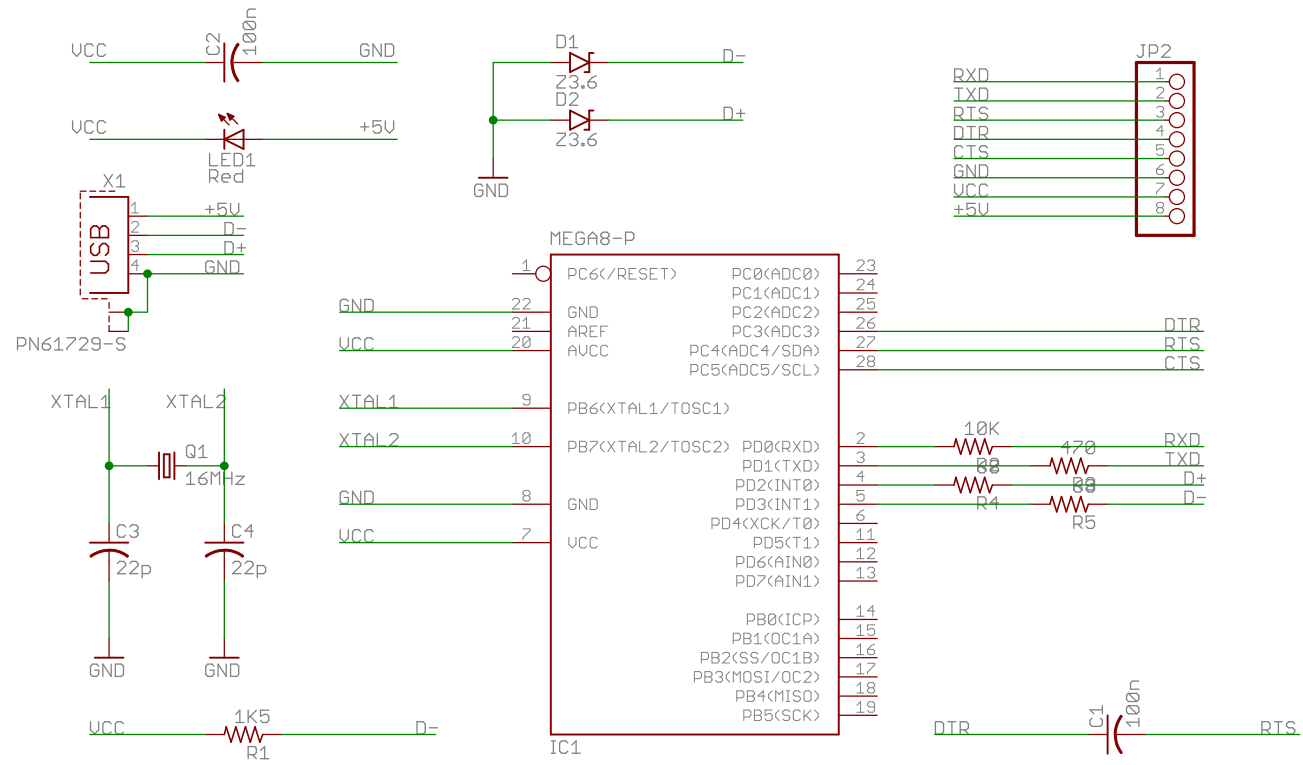 C2
100n
VCC
GND
VCC
+5V
LED1
Red
D1
D-
Z3.6
D2
D+
Z3.6
GND
JP2
RXD 1
TXD 2
RTS 3
DTR 4
CTS 5
GND 6
VCC 7
+5V 8
X1
USB
1 +5V
2 D-
3 D+
4 GND
PN61729-S
XTAL1
XTAL2
Q1
16MHz
C3
22p
C4
22p
GND
GND
VCC
1K5
D-
R1
MEGA8-P
1 PC6(/RESET)
GND 22 GND
21 AREF
VCC 20 AVCC
XTAL1 9 PB6(XTAL1/TOSC1)
XTAL2 10 PB7(XTAL2/TOSC2)
GND 8 GND
VCC 7 VCC
PC0(ADC0) 23
PC1(ADC1) 24
PC2(ADC2) 25
PC3(ADC3) 26 DTR
PC4(ADC4/SDA) 27 RTS
PC5(ADC5/SCL) 28 CTS
10K
PD0(RXD) 2 RXD
470
PD1(TXD) 3 TXD
PD2(INT0) 4 D+
R4
PD3(INT1) 5 D-
R5
PD4(XCK/T0) 6
PD5(T1) 11
PD6(AIN0) 12
PD7(AIN1) 13
PB0(ICP) 14
PB1(OC1A) 15
PB2(SS/OC1B) 16
PB3(MOSI/OC2) 17
PB4(MISO) 18
PB5(SCK) 19
IC1
DTR
C1
100n
RTS